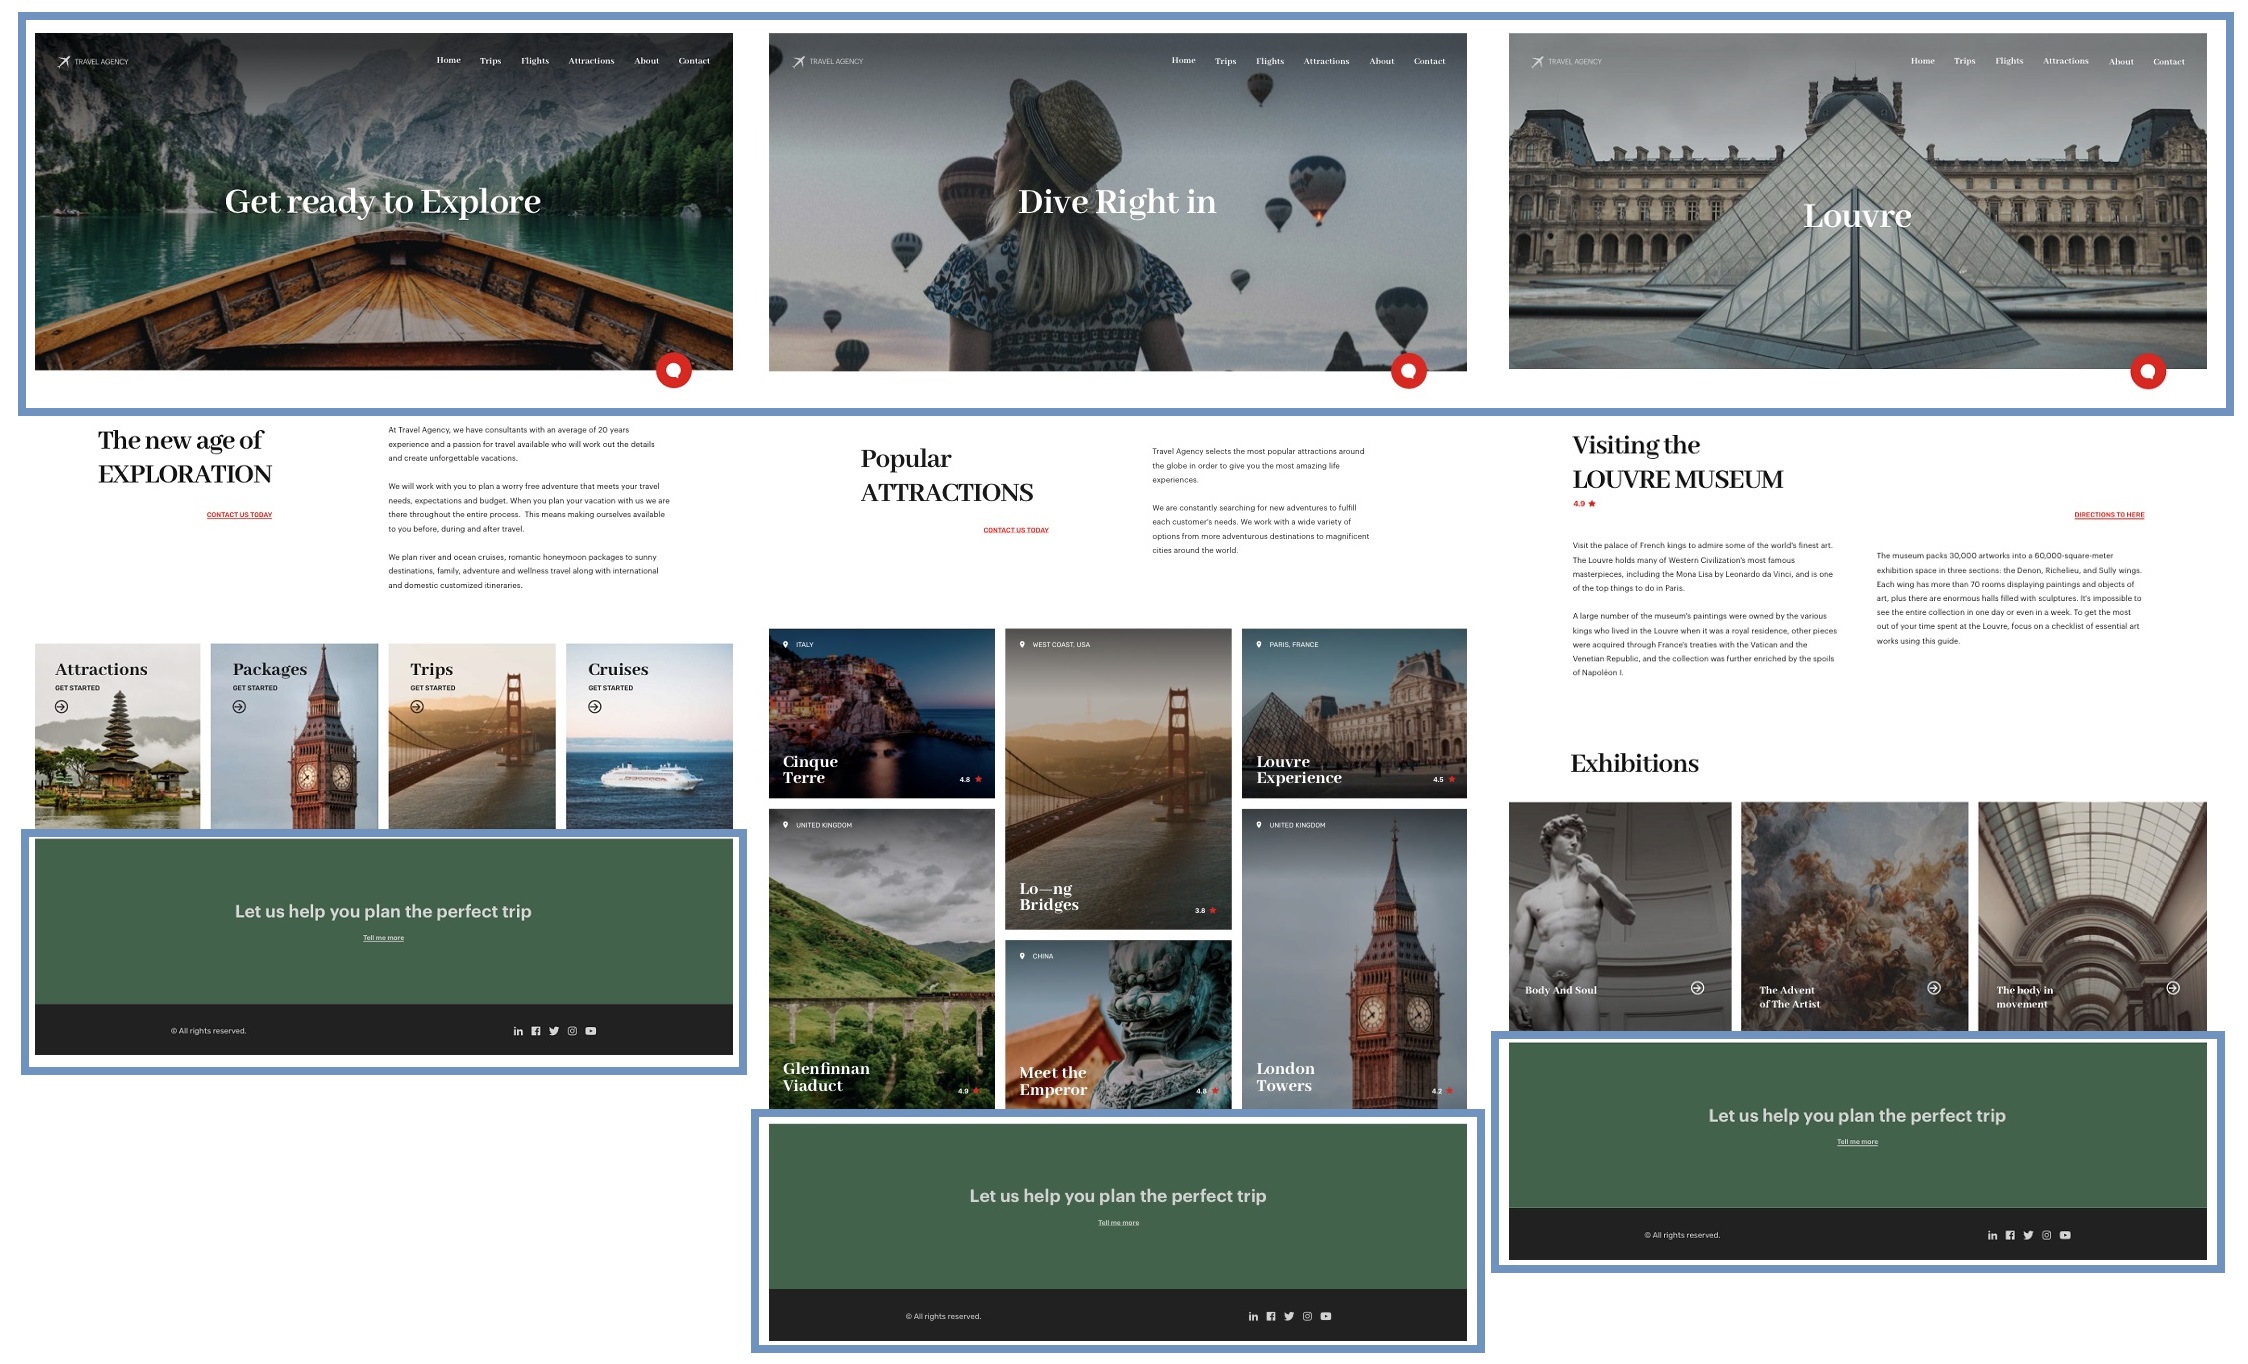 TRAVEL AGENCY
Home Trips Flights Attractions About Contact
Get ready to Explore
The new age of
EXPLORATION
CONTACT US TODAY
At Travel Agency, we have consultants with an average of 20 years
experience and a passion for travel available who will work out the details
and create unforgettable vacations.
We will work with you to plan a worry free adventure that meets your travel
needs, expectations and budget. When you plan your vacation with us we are
there throughout the entire process. This means making ourselves available
to you before, during and after travel.
We plan river and ocean cruises, romantic honeymoon packages to sunny
destinations, family, adventure and wellness travel along with international
and domestic customized itineraries.
Attractions
GET STARTED
Packages
GET STARTED
Trips
GET STARTED
Cruises
GET STARTED
Let us help you plan the perfect trip
Tell me more
© All rights reserved.
TRAVEL AGENCY
Home Trips Flights Attractions About Contact
Dive Right in
Popular
ATTRACTIONS
CONTACT US TODAY
Travel Agency selects the most popular attractions around
the globe in order to give you the most amazing life
experiences.
We are constantly searching for new adventures to fulfill
each customer's needs. We work with a wide variety of
options from more adventurous destinations to magnificent
cities around the world.
ITALY
Cinque
Terre
4.8
WEST COAST, USA
Lo—ng
Bridges
3.8
PARIS, FRANCE
Louvre
Experience
4.5
UNITED KINGDOM
Glenfinnan
Viaduct
4.9
CHINA
Meet the
Emperor
4.8
UNITED KINGDOM
London
Towers
4.2
Let us help you plan the perfect trip
Tell me more
© All rights reserved.
TRAVEL AGENCY
Home Trips Flights Attractions About Contact
Louvre
Visiting the
LOUVRE MUSEUM
4.9
DIRECTIONS TO HERE
Visit the palace of French kings to admire some of the world's finest art.
The Louvre holds many of Western Civilization's most famous
masterpieces, including the Mona Lisa by Leonardo da Vinci, and is one
of the top things to do in Paris.
A large number of the museum's paintings were owned by the various
kings who lived in the Louvre when it was a royal residence, other pieces
were acquired through France's treaties with the Vatican and the
Venetian Republic, and the collection was further enriched by the spoils
of Napoléon I.
The museum packs 30,000 artworks into a 60,000-square-meter
exhibition space in three sections: the Denon, Richelieu, and Sully wings.
Each wing has more than 70 rooms displaying paintings and objects of
art, plus there are enormous halls filled with sculptures. It's impossible to
see the entire collection in one day or even in a week. To get the most
out of your time spent at the Louvre, focus on a checklist of essential art
works using this guide.
Exhibitions
Body And Soul
The Advent
of The Artist
The body in
movement
Let us help you plan the perfect trip
Tell me more
© All rights reserved.